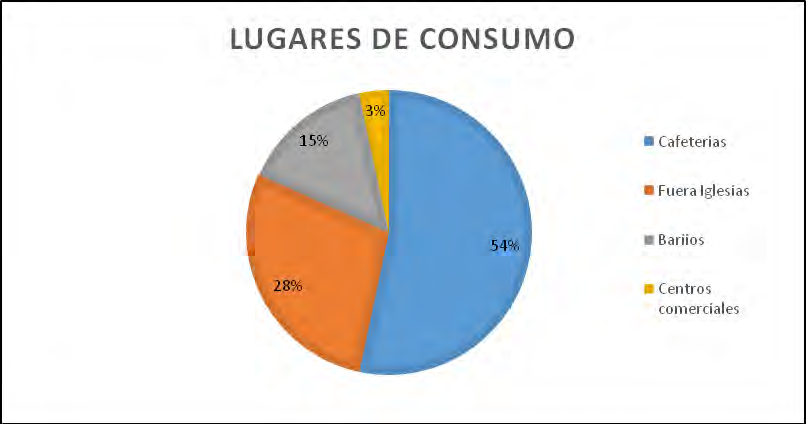 LUGARES DE CONSUMO
3%
15%
54%
28%
Cafeterias
Fuera Iglesias
Bariios
Centros
comerciales